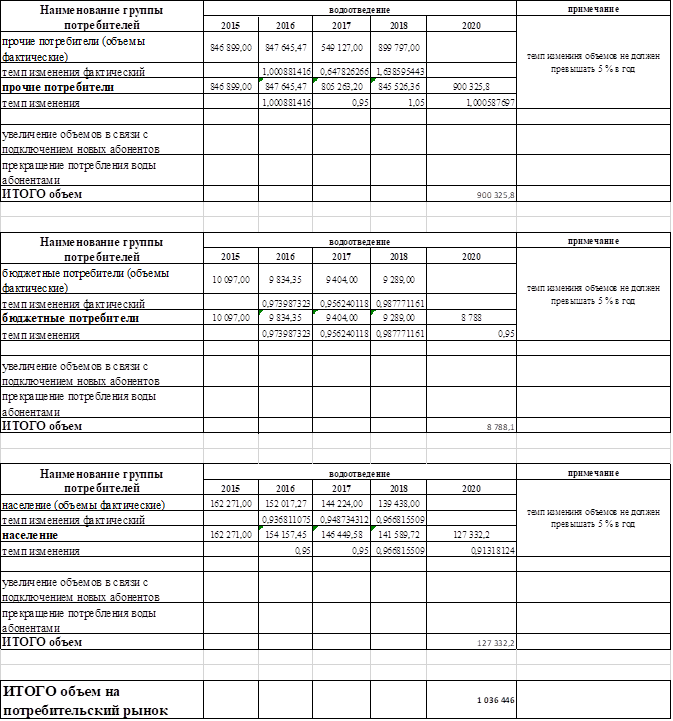 Наименование группы потребителей водоотведение примечание
2015 2016 2017 2018 2020
прочие потребители (объемы фактические) 846 899,00 847 645,47 549 127,00 899 797,00
темп изменения не должен превышать 5 % в год
темп изменения фактический 1,000881416 0,647826266 1,638595443
прочие потребители 846 899,00 847 645,47 805 263,20 845 526,36 900 325,8
темп изменения 1,000881416 0,95 1,05 1,000587697
увеличение объемов в связи с подключением новых абонентов
прекращение потребления воды абонентами
ИТОГО объем 900 325,8
Наименование группы потребителей водоотведение примечание
2015 2016 2017 2018 2020
бюджетные потребители (объемы фактические) 10 097,00 9 834,35 9 404,00 9 289,00
темп изменния объемов не должен превышать 5 % в год
темп изменения фактический 0,973987323 0,956240118 0,987771161
бюджетные потребители 10 097,00 9 834,35 9 404,00 9 289,00 8 788
темп изменения 0,973987323 0,956240118 0,987771161 0,95
увеличение объемов в связи с подключением новых абонентов
прекращение потребления воды абонентами
ИТОГО объем 8 788,1
Наименование группы потребителей водоотведение примечание
2015 2016 2017 2018 2020
население (объемы фактические) 162 271,00 152 017,27 144 224,00 139 438,00
темп изменния объемов не должен превышать 5 % в год
темп изменения фактический 0,936811075 0,948734312 0,966815509
население 162 271,00 154 157,45 146 449,58 141 589,72 127 332,2
темп изменения 0,95 0,95 0,966815509 0,91318124
увеличение объемов в связи с подключением новых абонентов
прекращение потребления воды абонентами
ИТОГО объем 127 332,2
ИТОГО объем на потребительский рынок 1 036 446